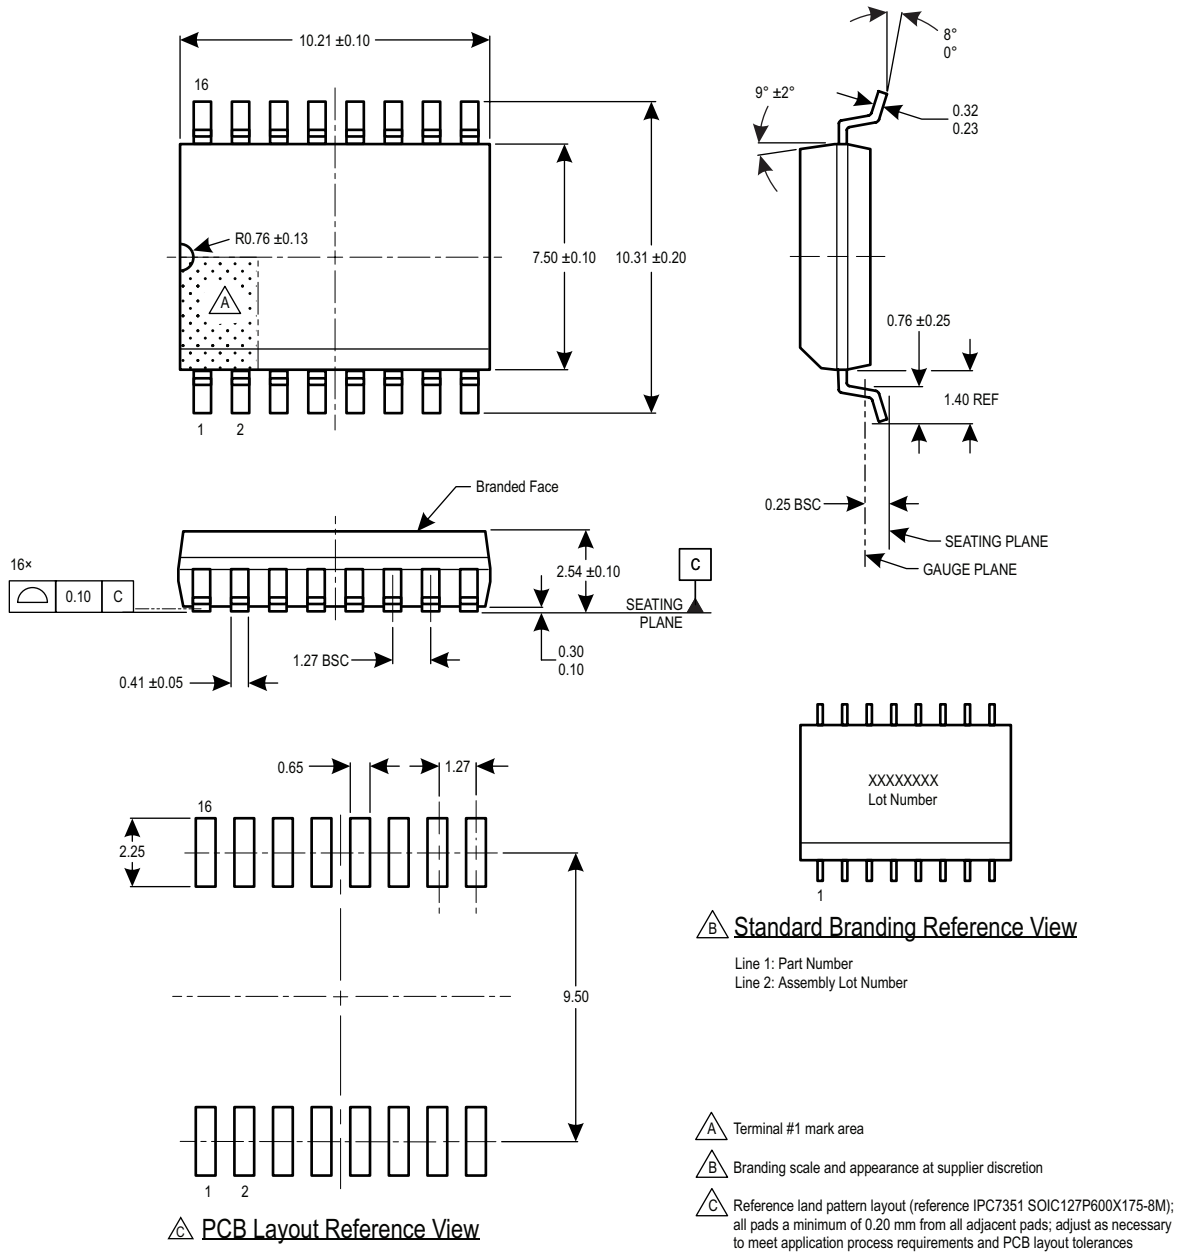 10.21 ±0.10
16
R0.76 ±0.13
A
7.50 ±0.10
10.31 ±0.20
1 2
8°
0°
9° ±2°
0.32
0.23
0.76 ±0.25
1.40 REF
0.25 BSC
SEATING PLANE
GAUGE PLANE
Branded Face
16×
0.10 C
2.54 ±0.10
C
SEATING
PLANE
1.27 BSC
0.30
0.10
0.41 ±0.05
0.65
1.27
16
2.25
9.50
1 2
C PCB Layout Reference View
XXXXXXXX
Lot Number
1
B Standard Branding Reference View
Line 1: Part Number
Line 2: Assembly Lot Number
A Terminal #1 mark area
B Branding scale and appearance at supplier discretion
C Reference land pattern layout (reference IPC7351 SOIC127P600X175-8M);
all pads a minimum of 0.20 mm from all adjacent pads; adjust as necessary
to meet application process requirements and PCB layout tolerances